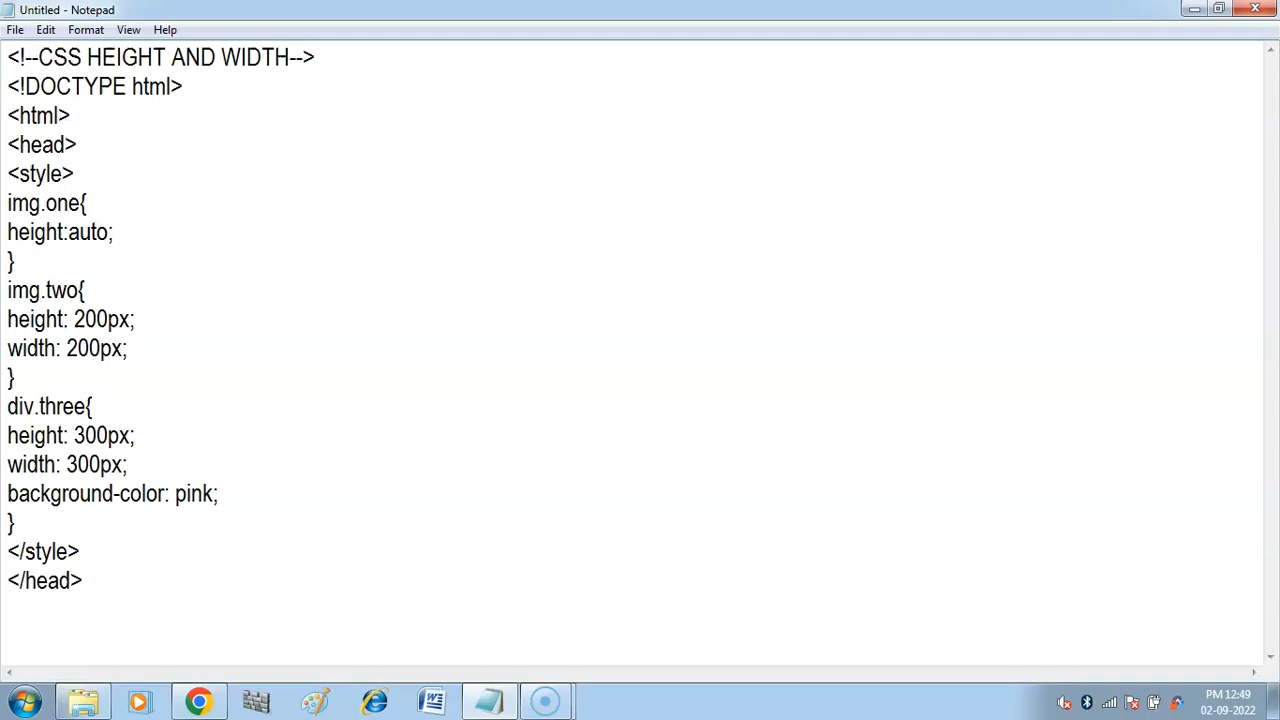 Untitled - Notepad
File Edit Format View Help
<!--CSS HEIGHT AND WIDTH-->
<!DOCTYPE html>
<html>
<head>
<style>
img.one{
height:auto;
}
img.two{
height: 200px;
width: 200px;
}
div.three{
height: 300px;
width: 300px;
background-color: pink;
}
</style>
</head>
PM 12:49
02-09-2022